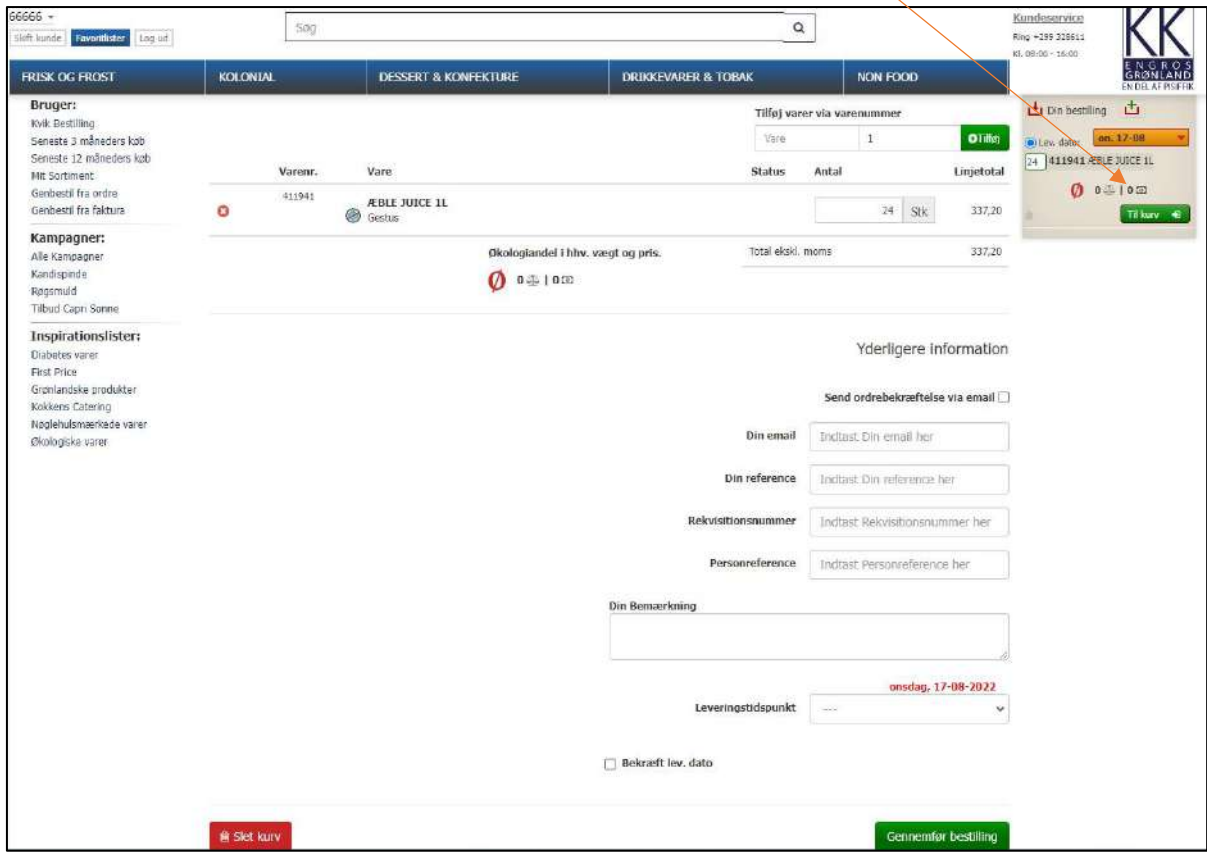 66666
Skift kunde Favoritlister Log ud
Søg
Kundeservice
Ring +299 328611
Kl. 08:00 - 16:00
KK
ENGROS
GRØNLAND
EN DEL AF PISIFFIK
FRISK OG FROST KOLONIAL DESSERT & KONFEKTURE DRIKKEVARER & TOBAK NON FOOD
Bruger:
Kvik Bestilling
Seneste 3 måneders køb
Seneste 12 måneders køb
Mit Sortiment
Genbestil fra ordre
Genbestil fra faktura
Kampagner:
Alle Kampagner
Kandispinde
Røgsmuld
Tilbud Capri Sonne
Inspirationslister:
Diabetes varer
First Price
Grønlandske produkter
Kokkens Catering
Nøglehulsmærkede varer
Økologiske varer
Tilføj varer via varenummer
Vare 1 Tilføj
Varenr. Vare Status Antal Linjetotal
411941 ÆBLE JUICE 1L 24 Stk 337,20
Gestus
Økologiandel i hhv. vægt og pris. Total ekskl. moms 337,20
Ø 0 | 0
Din bestilling
Lev. dato: on. 17-08
24 411941 ÆBLE JUICE 1L
Ø 0 | 0
Til kurv
Yderligere information
Send ordrebekræftelse via email
Din email Indtast Din email her
Din reference Indtast Din reference her
Rekvisitionsnummer Indtast Rekvisitionsnummer her
Personreference Indtast Personreference her
Din Bemærkning
onsdag, 17-08-2022
Leveringstidspunkt ---
Bekræft lev. dato
Slet kurv Gennemfør bestilling